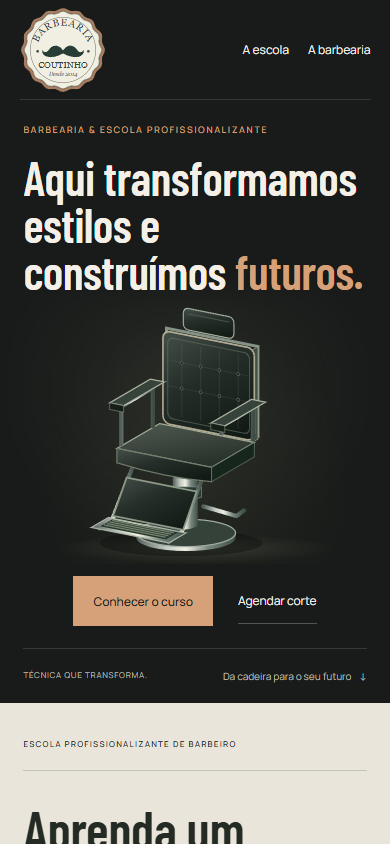 BARBEARIA
COUTINHO
Desde 2014
A escola A barbearia
BARBEARIA & ESCOLA PROFISSIONALIZANTE
Aqui transformamos
estilos e
construímos futuros.
Conhecer o curso Agendar corte
TÉCNICA QUE TRANSFORMA. Da cadeira para o seu futuro ↓
ESCOLA PROFISSIONALIZANTE DE BARBEIRO
Aprenda um